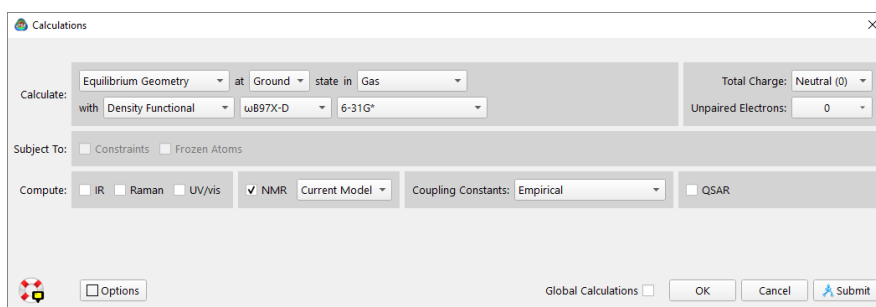 Calculations
Calculate: Equilibrium Geometry at Ground state in Gas
with Density Functional ωB97X-D 6-31G*
Total Charge: Neutral (0)
Unpaired Electrons: 0
Subject To: Constraints Frozen Atoms
Compute: IR Raman UV/vis NMR Current Model Coupling Constants: Empirical QSAR
Options Global Calculations OK Cancel Submit